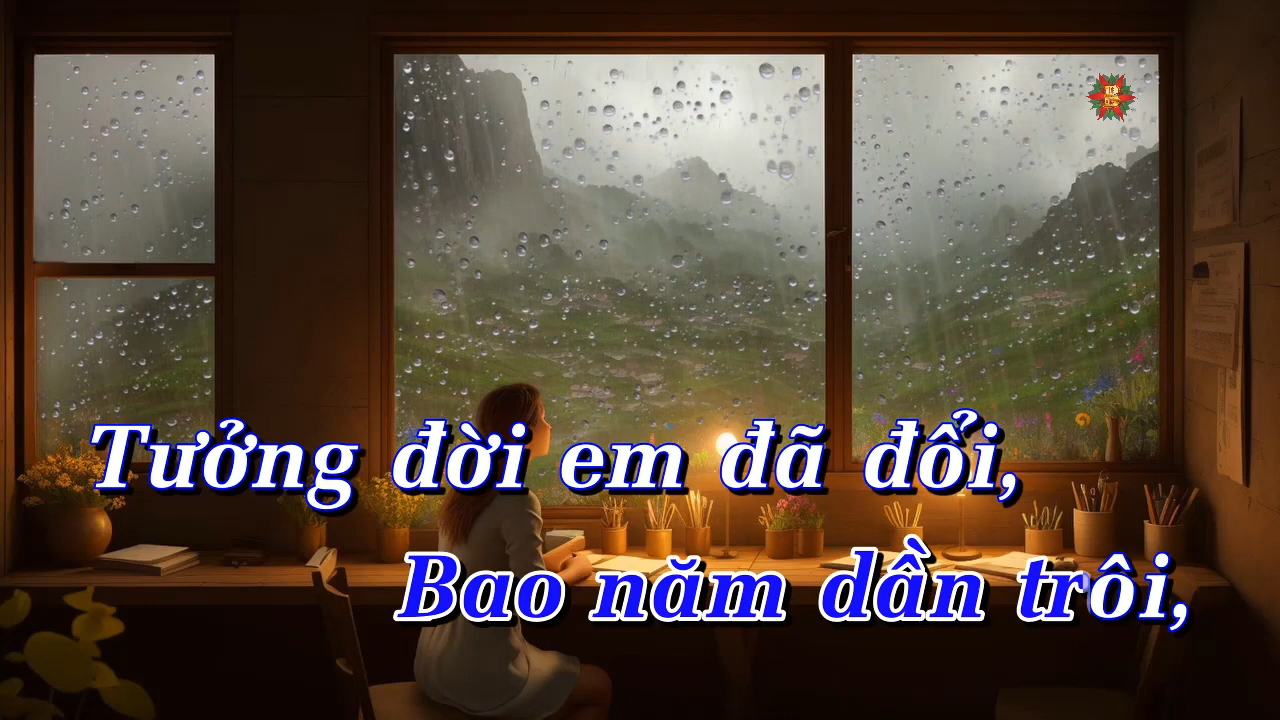 Tưởng đời em đã đổi,
Bao năm dần trôi,